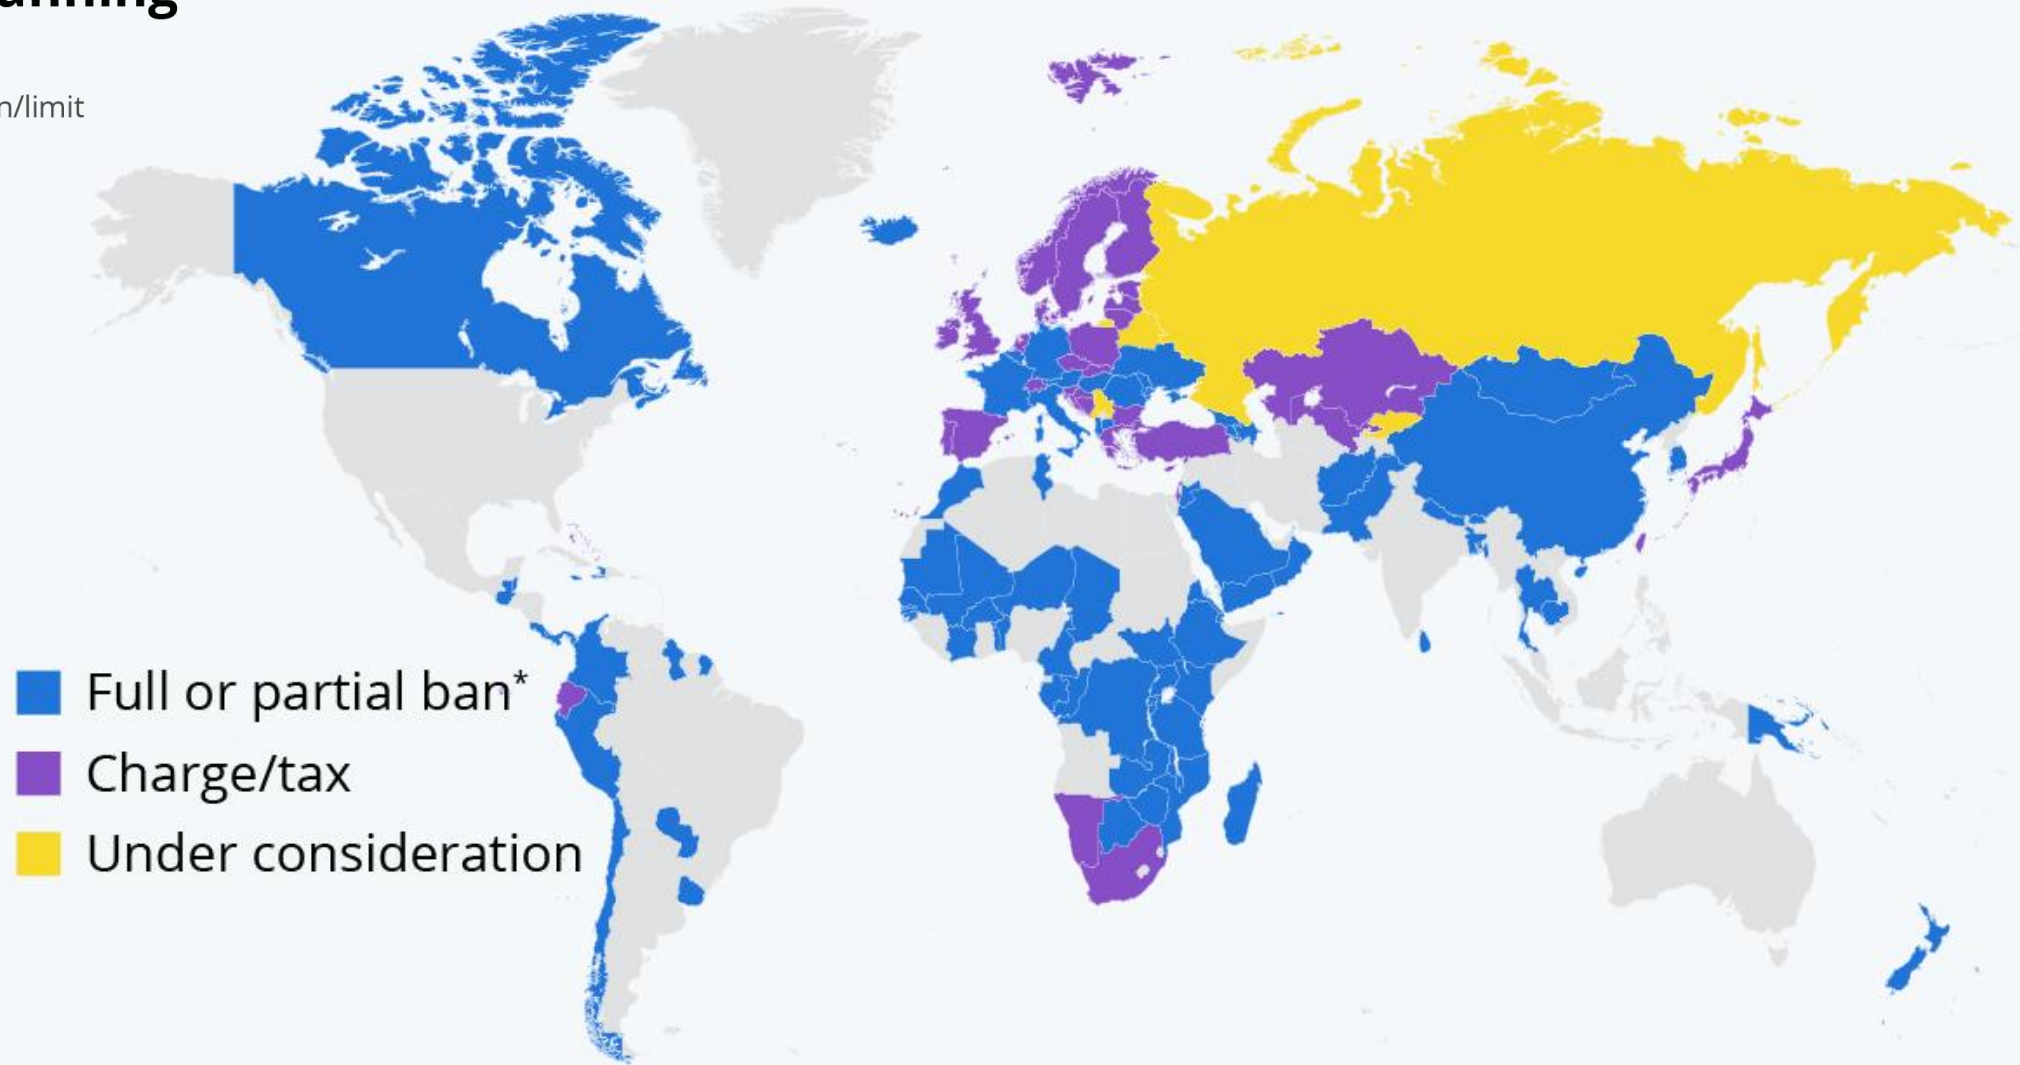 n/limit
Full or partial ban*
Charge/tax
Under consideration